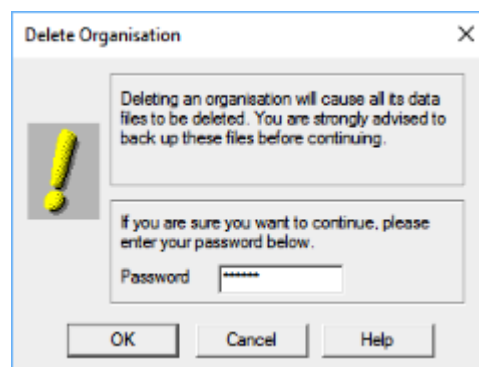 Delete Organisation
Deleting an organisation will cause all its data
files to be deleted. You are strongly advised to
back up these files before continuing.
If you are sure you want to continue, please
enter your password below.
Password ******
OK Cancel Help